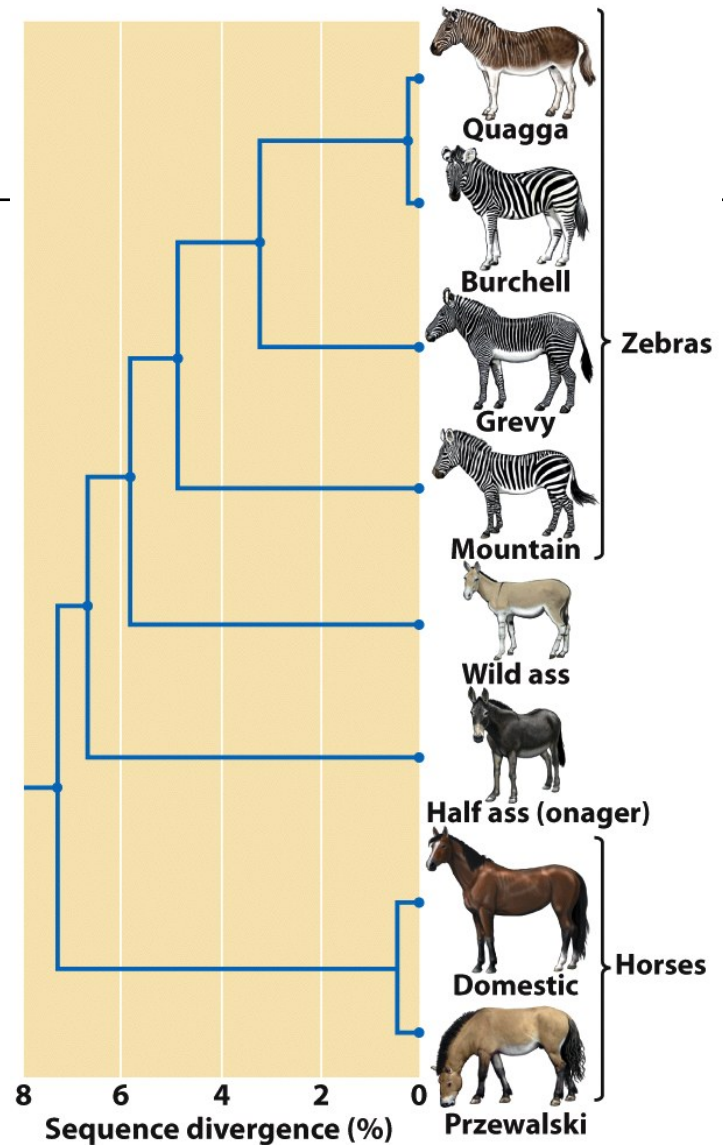 Quagga
Burchell
Grevy
Zebras
Mountain
Wild ass
Half ass (onager)
Domestic
Horses
Przewalski
8 6 4 2 0
Sequence divergence (%)